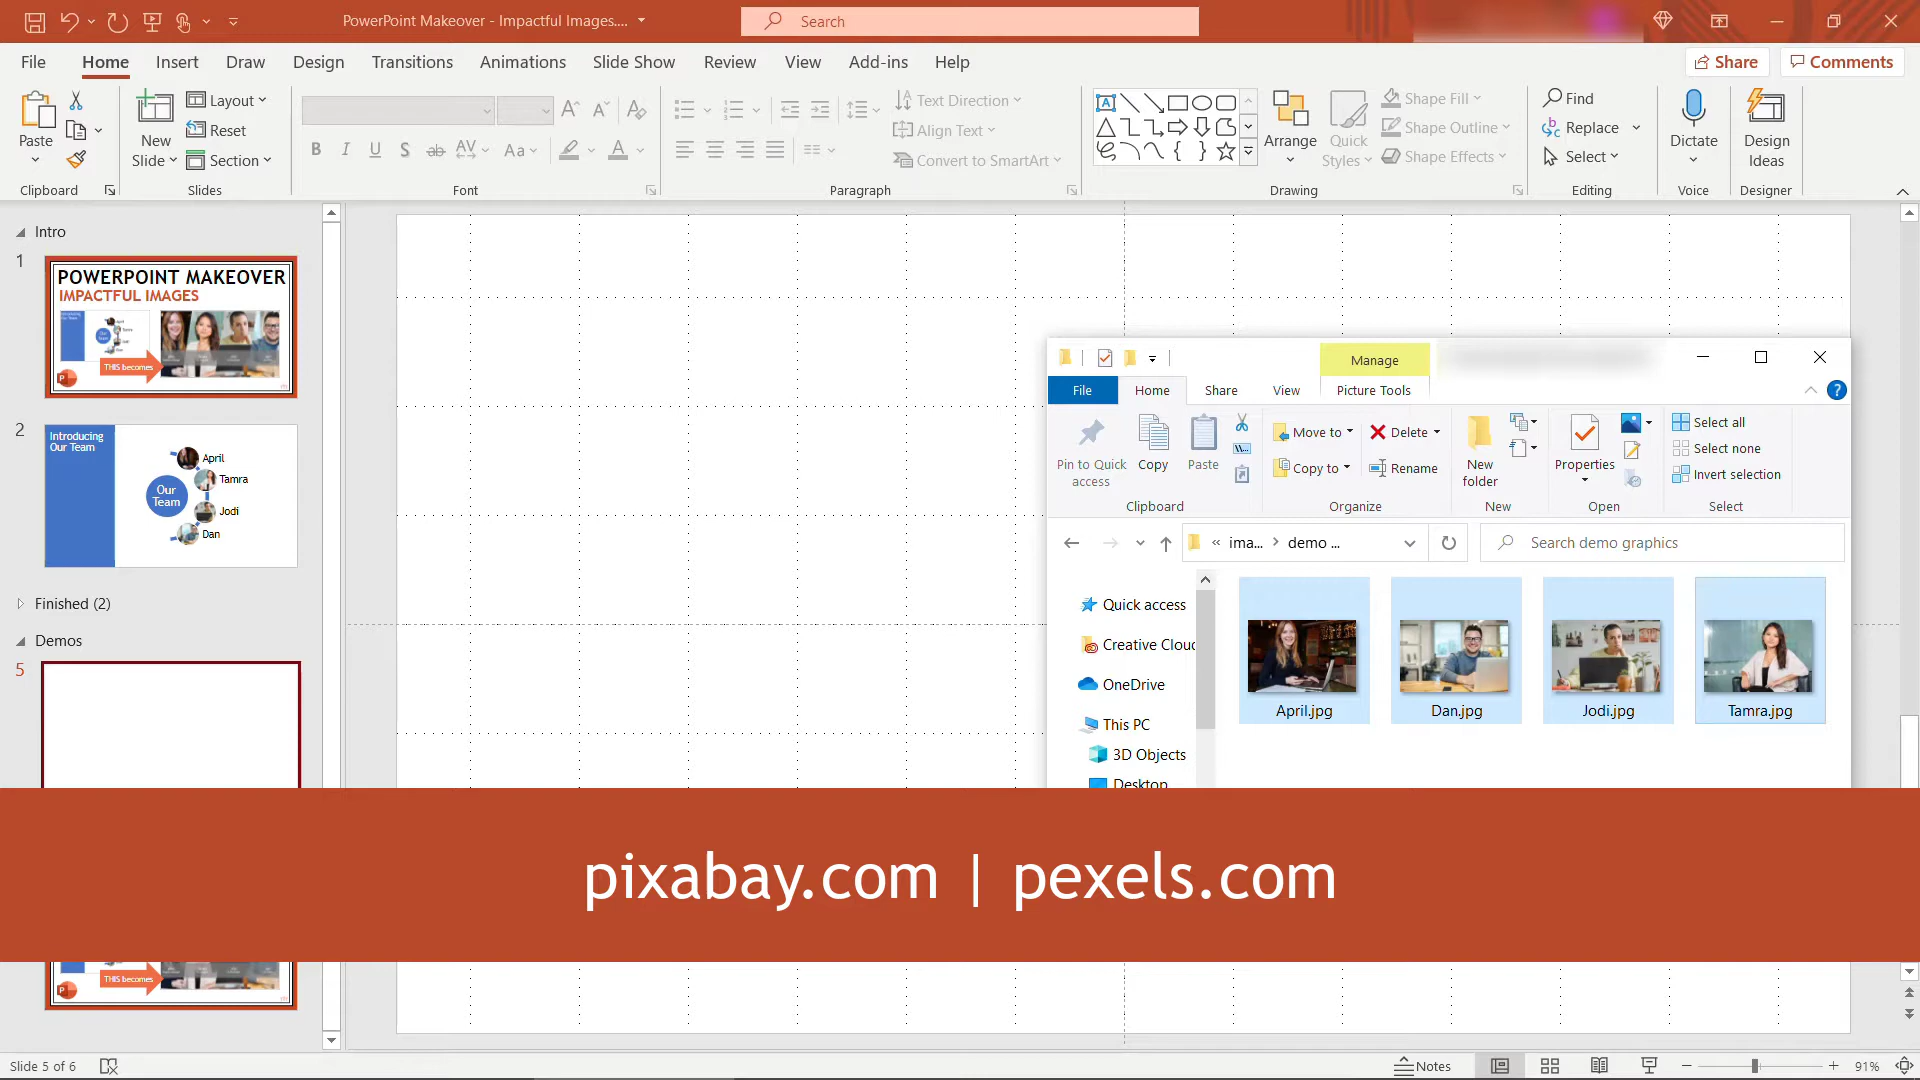 PowerPoint Makeover - Impactful Images....
Search
File Home Insert Draw Design Transitions Animations Slide Show Review View Add-ins Help
Share Comments
Paste
New Slide
Layout
Reset
Section
B I U S ab AV Aa A
Text Direction
Align Text
Convert to SmartArt
Arrange
Quick Styles
Shape Fill
Shape Outline
Shape Effects
Find
Replace
Select
Dictate
Design Ideas
Clipboard Slides Font Paragraph Drawing Editing Voice Designer
Intro
1
POWERPOINT MAKEOVER
IMPACTFUL IMAGES
THIS becomes
2
Introducing
Our Team
Our
Team
April
Tamra
Jodi
Dan
Finished (2)
Demos
5
THIS becomes
Manage
File Home Share View Picture Tools
Pin to Quick access
Copy
Paste
Move to
Copy to
Delete
Rename
New folder
Properties
Select all
Select none
Invert selection
Clipboard Organize New Open Select
« ima... > demo ...
Search demo graphics
Quick access
Creative Cloud
OneDrive
This PC
3D Objects
Desktop
April.jpg Dan.jpg Jodi.jpg Tamra.jpg
pixabay.com | pexels.com
Slide 5 of 6
Notes
91%